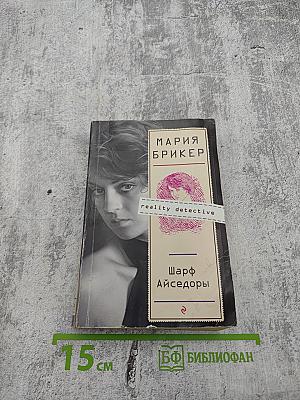 МАРИЯ
БРИКЕР
reality detective
Шарф
Айседоры
15 см
БФ БИБЛИОФАН